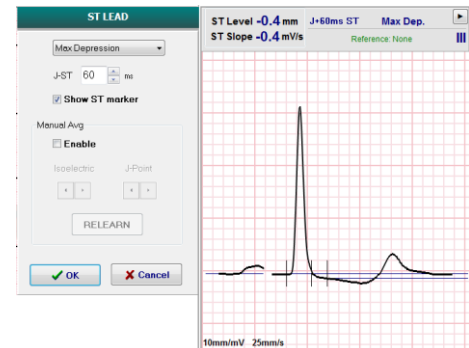 ST LEAD
Max Depression
J-ST 60 ms
Show ST marker
Manual Avg
Enable
Isoelectric J-Point
RELEARN
OK Cancel
ST Level -0.4 mm J+60ms ST Max Dep.
ST Slope -0.4 mV/s Reference: None III
10mm/mV 25mm/s